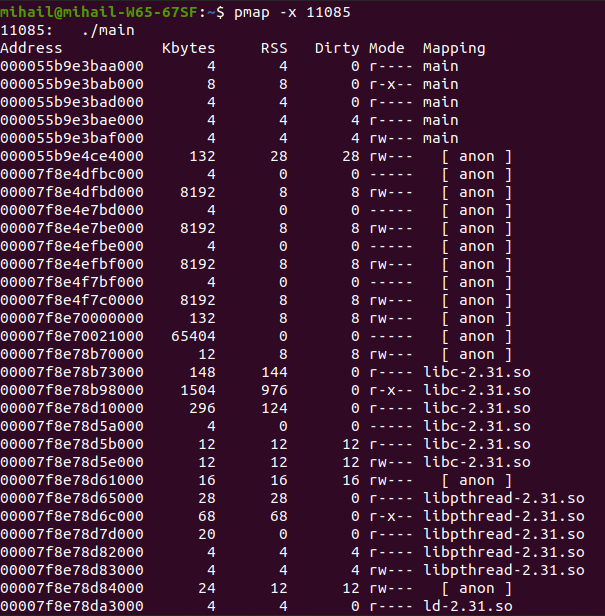 mihail@mihail-W65-67SF:~$ pmap -x 11085
11085:   ./main
Address           Kbytes     RSS   Dirty Mode  Mapping
000055b9e3baa000       4       4       0 r---- main
000055b9e3bab000       8       8       0 r-x-- main
000055b9e3bad000       4       4       0 r---- main
000055b9e3bae000       4       4       4 r---- main
000055b9e3baf000       4       4       4 rw--- main
000055b9e4ce4000     132      28      28 rw---   [ anon ]
00007f8e4dfbc000       4       0       0 -----   [ anon ]
00007f8e4dfbd000    8192       8       8 rw---   [ anon ]
00007f8e4e7bd000       4       0       0 -----   [ anon ]
00007f8e4e7be000    8192       8       8 rw---   [ anon ]
00007f8e4efbe000       4       0       0 -----   [ anon ]
00007f8e4efbf000    8192       8       8 rw---   [ anon ]
00007f8e4f7bf000       4       0       0 -----   [ anon ]
00007f8e4f7c0000    8192       8       8 rw---   [ anon ]
00007f8e70000000     132       8       8 rw---   [ anon ]
00007f8e70021000   65404       0       0 -----   [ anon ]
00007f8e78b70000      12       8       8 rw---   [ anon ]
00007f8e78b73000     148     144       0 r---- libc-2.31.so
00007f8e78b98000    1504     976       0 r-x-- libc-2.31.so
00007f8e78d10000     296     124       0 r---- libc-2.31.so
00007f8e78d5a000       4       0       0 ----- libc-2.31.so
00007f8e78d5b000      12      12      12 r---- libc-2.31.so
00007f8e78d5e000      12      12      12 rw--- libc-2.31.so
00007f8e78d61000      16      16      16 rw---   [ anon ]
00007f8e78d65000      28      28       0 r---- libpthread-2.31.so
00007f8e78d6c000      68      68       0 r-x-- libpthread-2.31.so
00007f8e78d7d000      20       0       0 r---- libpthread-2.31.so
00007f8e78d82000       4       4       4 r---- libpthread-2.31.so
00007f8e78d83000       4       4       4 rw--- libpthread-2.31.so
00007f8e78d84000      24      12      12 rw---   [ anon ]
00007f8e78da3000       4       4       0 r---- ld-2.31.so